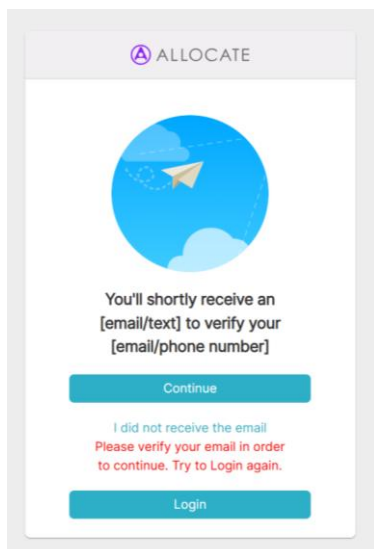 ALLOCATE
You'll shortly receive an
[email/text] to verify your
[email/phone number]
Continue
I did not receive the email
Please verify your email in order
to continue. Try to Login again.
Login